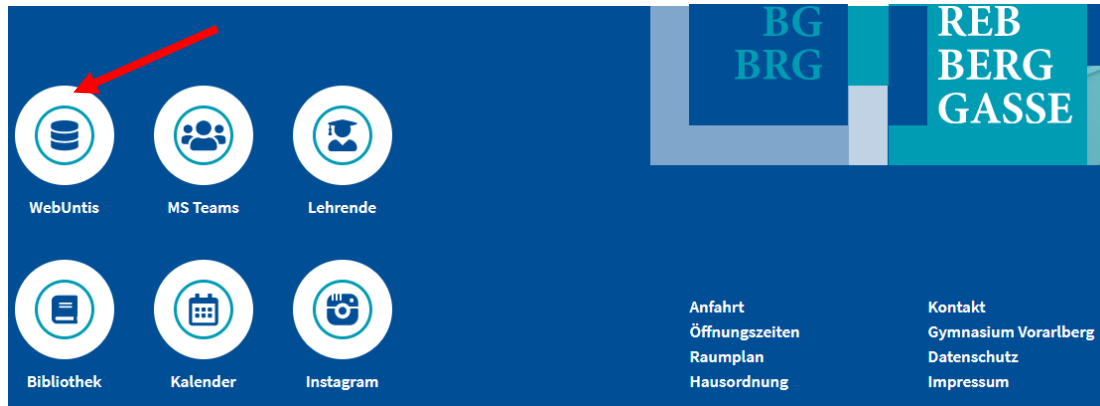 BG
BRG
REB
BERG
GASSE
WebUntis
MS Teams
Lehrende
Bibliothek
Kalender
Instagram
Anfahrt
Öffnungszeiten
Raumplan
Hausordnung
Kontakt
Gymnasium Vorarlberg
Datenschutz
Impressum